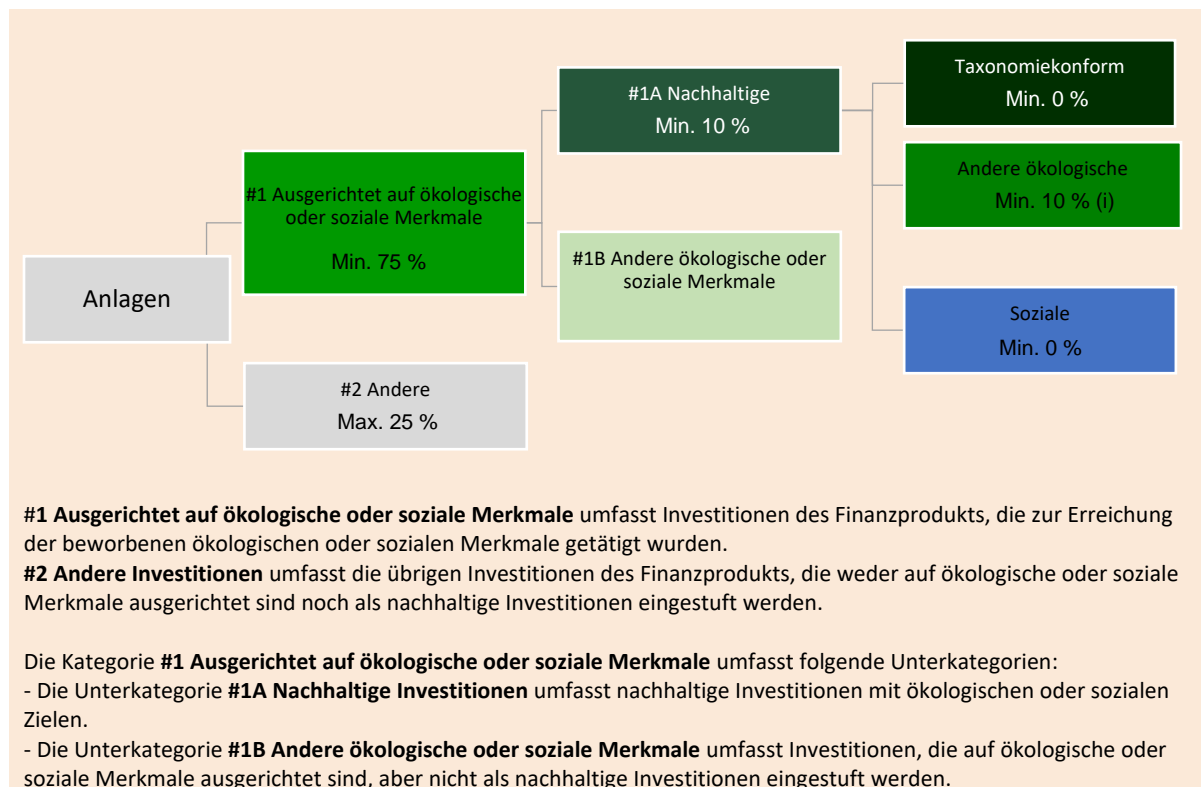 Anlagen
#1 Ausgerichtet auf ökologische
oder soziale Merkmale
Min. 75 %
#2 Andere
Max. 25 %
#1A Nachhaltige
Min. 10 %
#1B Andere ökologische oder
soziale Merkmale
Taxonomiekonform
Min. 0 %
Andere ökologische
Min. 10 % (i)
Soziale
Min. 0 %
#1 Ausgerichtet auf ökologische oder soziale Merkmale umfasst Investitionen des Finanzprodukts, die zur Erreichung
der beworbenen ökologischen oder sozialen Merkmale getätigt wurden.
#2 Andere Investitionen umfasst die übrigen Investitionen des Finanzprodukts, die weder auf ökologische oder soziale
Merkmale ausgerichtet sind noch als nachhaltige Investitionen eingestuft werden.
Die Kategorie #1 Ausgerichtet auf ökologische oder soziale Merkmale umfasst folgende Unterkategorien:
- Die Unterkategorie #1A Nachhaltige Investitionen umfasst nachhaltige Investitionen mit ökologischen oder sozialen
Zielen.
- Die Unterkategorie #1B Andere ökologische oder soziale Merkmale umfasst Investitionen, die auf ökologische oder
soziale Merkmale ausgerichtet sind, aber nicht als nachhaltige Investitionen eingestuft werden.